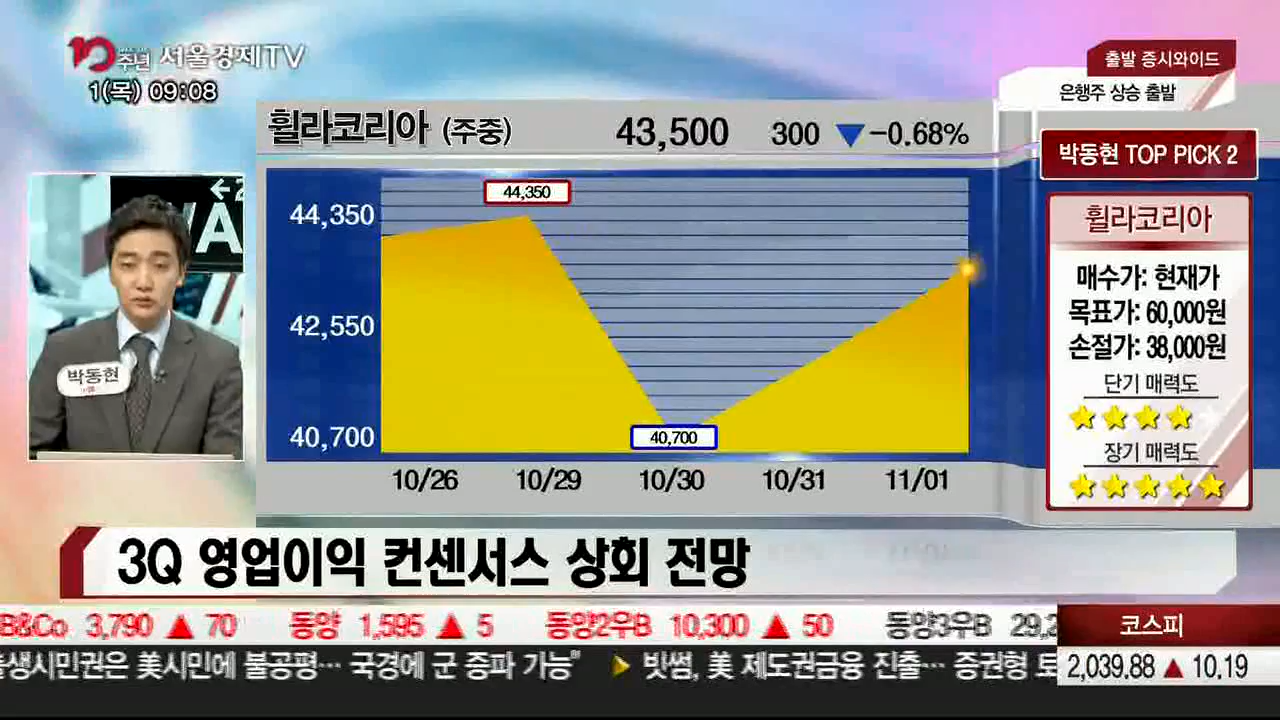 10주년 서울경제TV
1(목) 09:08
출발 증시와이드
은행주 상승 출발
휠라코리아 (주중) 43,500 300 ▼-0.68%
박동현 TOP PICK 2
휠라코리아
매수가: 현재가
목표가: 60,000원
손절가: 38,000원
단기 매력도
장기 매력도
44,350
44,350
42,550
40,700
40,700
10/26 10/29 10/30 10/31 11/01
박동현
3Q 영업이익 컨센서스 상회 전망
B&Co 3,790 ▲ 70 동양 1,595 ▲ 5 동양2우B 10,300 ▲ 50 동양3우B 29,2
코스피
출생시민권은 美시민에 불공평… 국경에 군 증파 가능" ▶ 빗썸, 美 제도권금융 진출… 증권형 토
2,039.88 ▲ 10.19